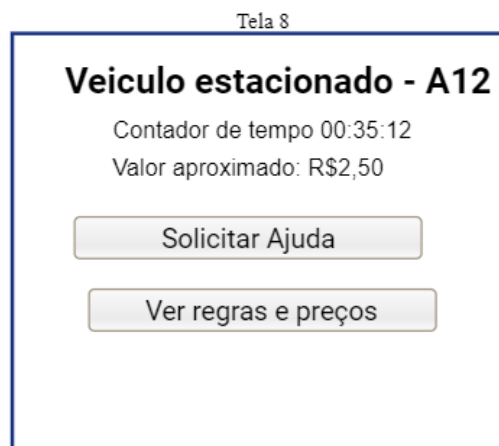 Tela 8
Veiculo estacionado - A12
Contador de tempo 00:35:12
Valor aproximado: R$2,50
Solicitar Ajuda
Ver regras e preços